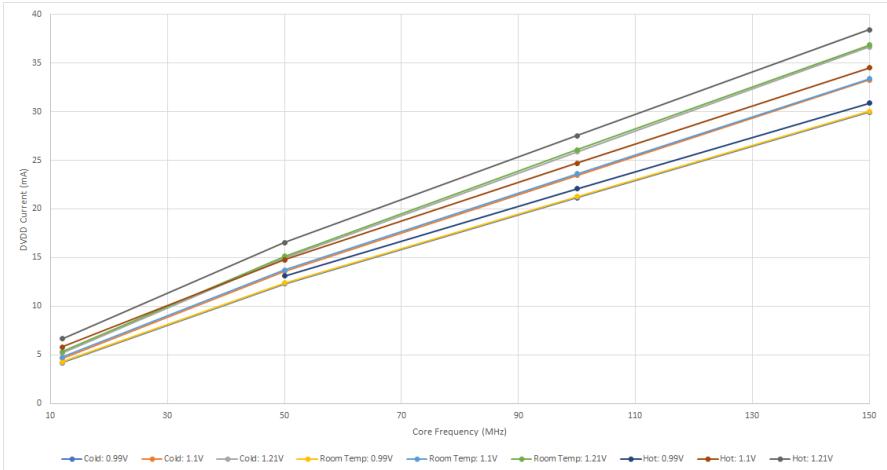 40
35
30
25
20
15
10
5
0
DVDD Current (mA)
10 30 50 70 90 110 130 150
Core Frequency (MHz)
Cold: 0.99V Cold: 1.1V Cold: 1.21V Room Temp: 0.99V Room Temp: 1.1V Room Temp: 1.21V Hot: 0.99V Hot: 1.1V Hot: 1.21V